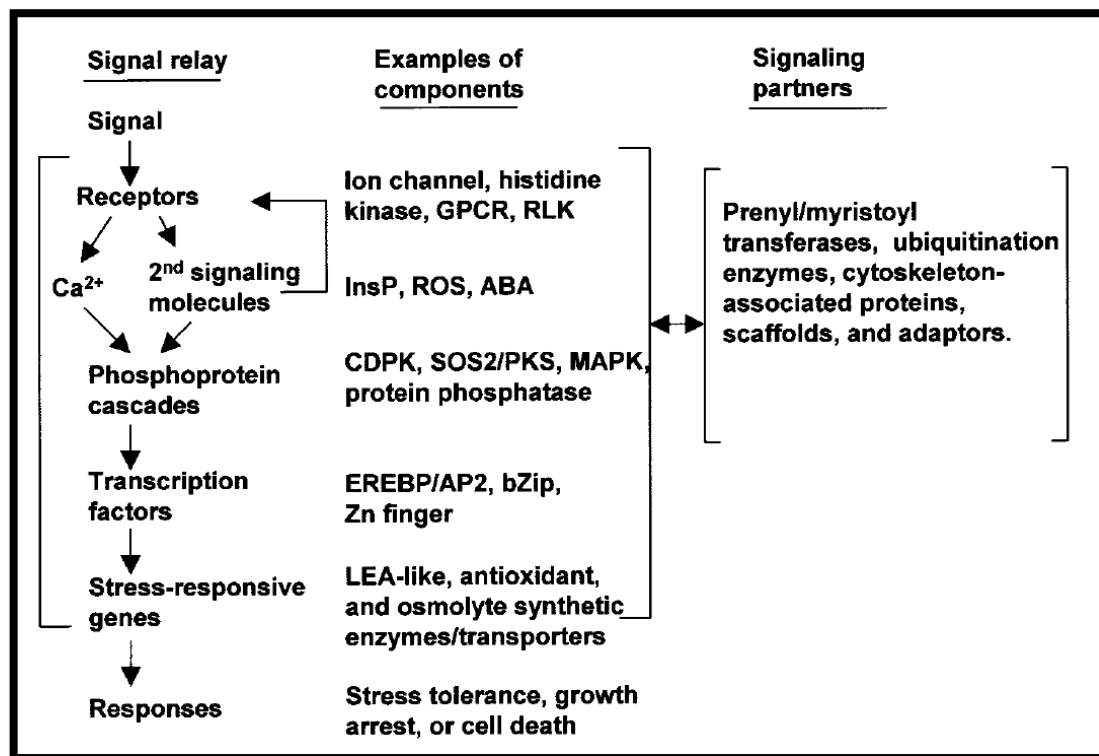 Signal relay
Signal
Receptors
Ca²⁺
2ⁿᵈ signaling
molecules
Phosphoprotein
cascades
Transcription
factors
Stress-responsive
genes
Responses
Examples of
components
Ion channel, histidine
kinase, GPCR, RLK
InsP, ROS, ABA
CDPK, SOS2/PKS, MAPK,
protein phosphatase
EREBP/AP2, bZip,
Zn finger
LEA-like, antioxidant,
and osmolyte synthetic
enzymes/transporters
Stress tolerance, growth
arrest, or cell death
Signaling
partners
Prenyl/myristoyl
transferases, ubiquitination
enzymes, cytoskeleton-
associated proteins,
scaffolds, and adaptors.